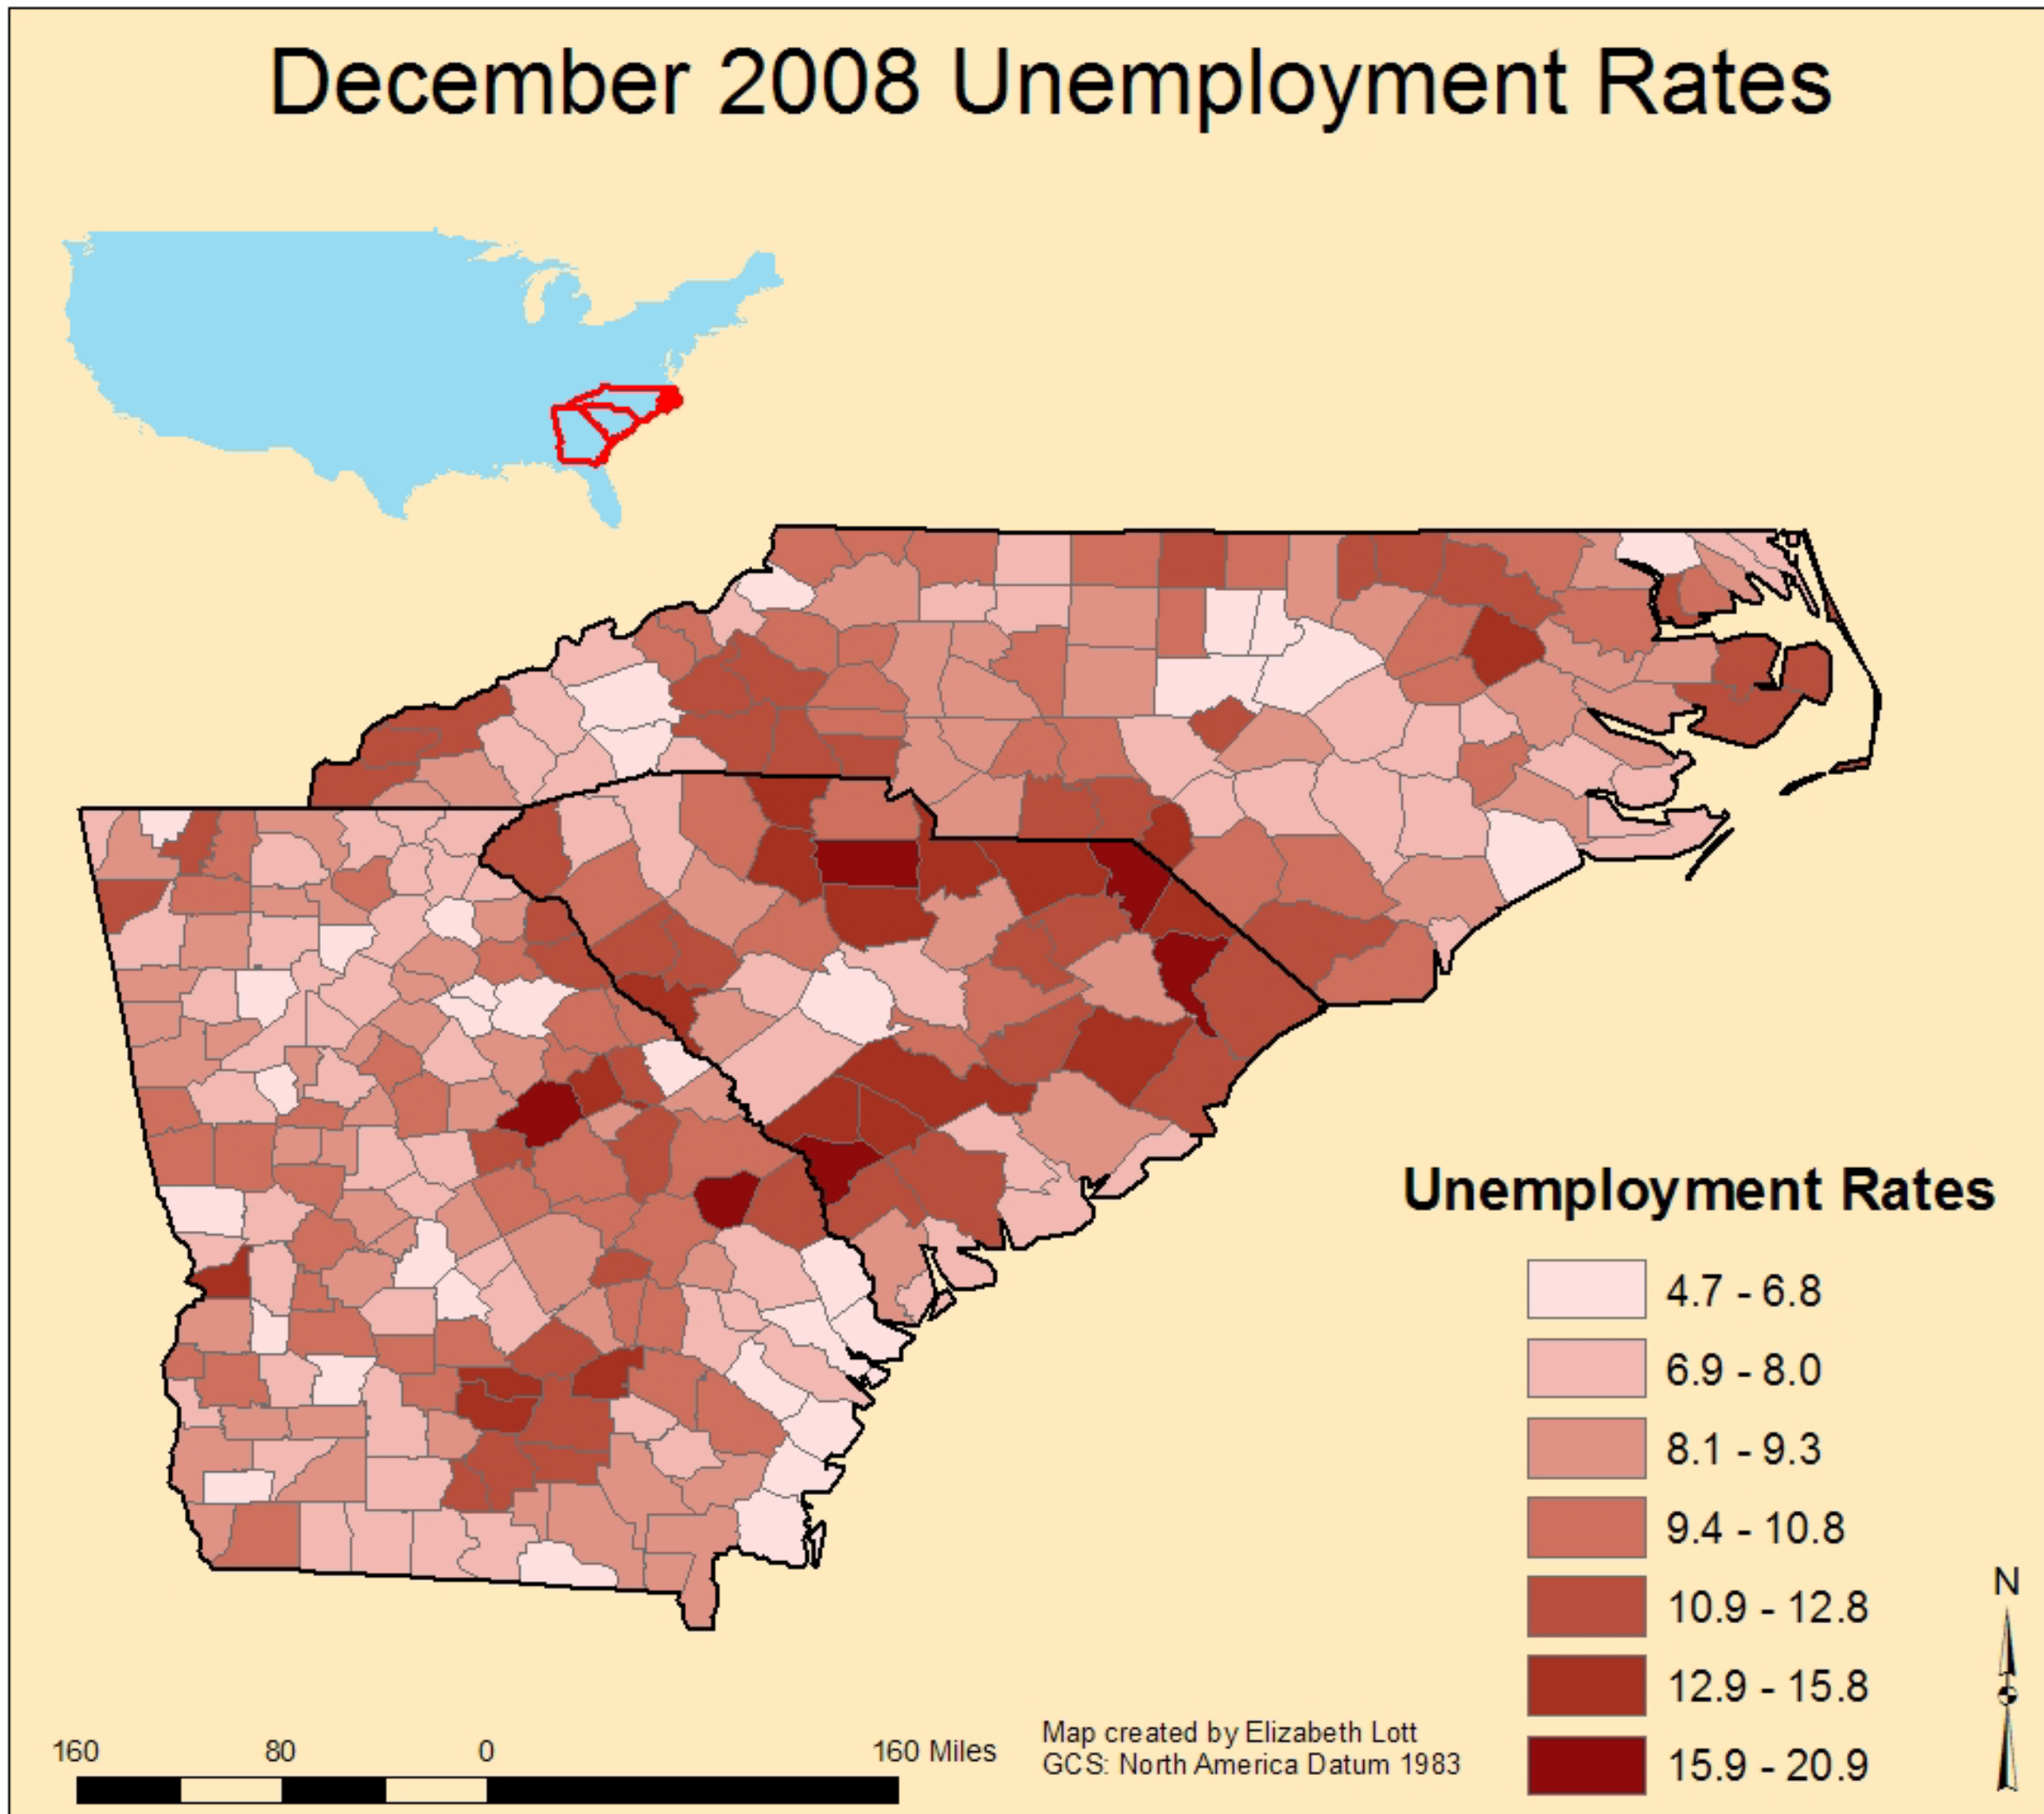 December 2008 Unemployment Rates
Unemployment Rates
4.7 - 6.8
6.9 - 8.0
8.1 - 9.3
9.4 - 10.8
10.9 - 12.8
12.9 - 15.8
15.9 - 20.9
N
160 80 0 160 Miles
Map created by Elizabeth Lott
GCS: North America Datum 1983